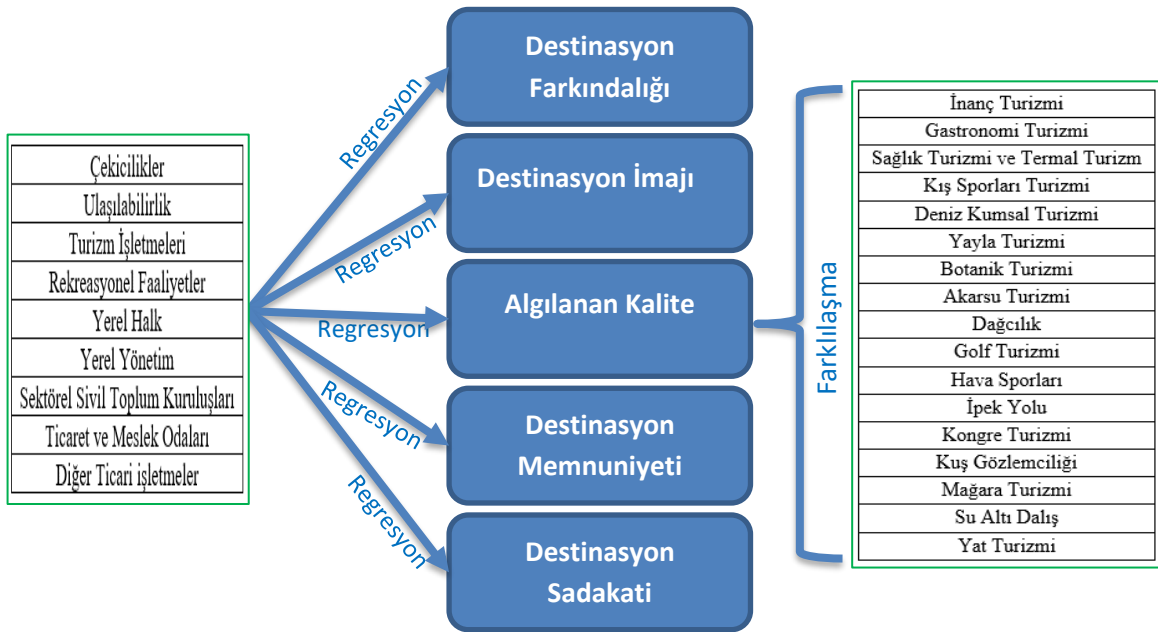 Çekicilikler
Ulaşılabilirlik
Turizm İşletmeleri
Rekreasyonel Faaliyetler
Yerel Halk
Yerel Yönetim
Sektörel Sivil Toplum Kuruluşları
Ticaret ve Meslek Odaları
Diğer Ticari işletmeler
Regresyon
Regresyon
Regresyon
Regresyon
Regresyon
Destinasyon
Farkındalığı
Destinasyon İmajı
Algılanan Kalite
Destinasyon
Memnuniyeti
Destinasyon
Sadakati
Farklılaşma
İnanç Turizmi
Gastronomi Turizmi
Sağlık Turizmi ve Termal Turizm
Kış Sporları Turizmi
Deniz Kumsal Turizmi
Yayla Turizmi
Botanik Turizmi
Akarsu Turizmi
Dağcılık
Golf Turizmi
Hava Sporları
İpek Yolu
Kongre Turizmi
Kuş Gözlemciliği
Mağara Turizmi
Su Altı Dalış
Yat Turizmi